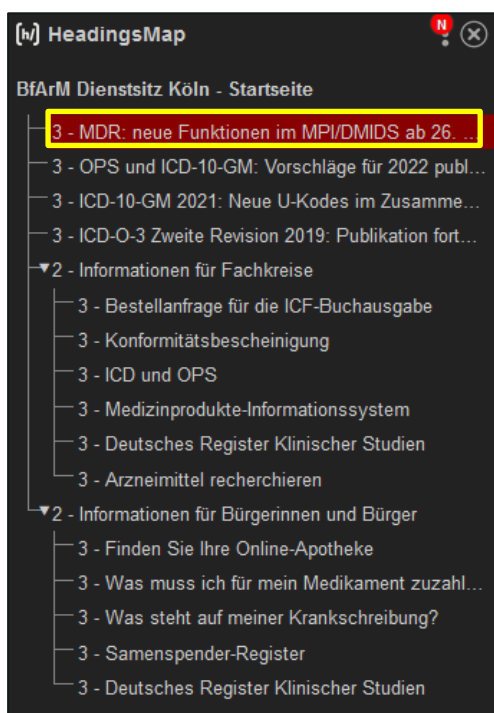 [h/] HeadingsMap N
BfArM Dienstsitz Köln - Startseite
3 - MDR: neue Funktionen im MPI/DMIDS ab 26. ...
3 - OPS und ICD-10-GM: Vorschläge für 2022 publ...
3 - ICD-10-GM 2021: Neue U-Kodes im Zusamme...
3 - ICD-O-3 Zweite Revision 2019: Publikation fort...
▼2 - Informationen für Fachkreise
3 - Bestellanfrage für die ICF-Buchausgabe
3 - Konformitätsbescheinigung
3 - ICD und OPS
3 - Medizinprodukte-Informationssystem
3 - Deutsches Register Klinischer Studien
3 - Arzneimittel recherchieren
▼2 - Informationen für Bürgerinnen und Bürger
3 - Finden Sie Ihre Online-Apotheke
3 - Was muss ich für mein Medikament zuzahl...
3 - Was steht auf meiner Krankschreibung?
3 - Samenspender-Register
3 - Deutsches Register Klinischer Studien